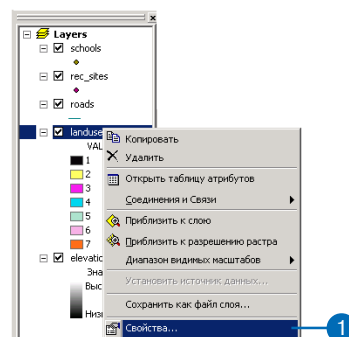 Layers
schools
rec_sites
roads
landuse
VAL
1
2
3
4
5
6
7
elevatio
Зна
Выс
Низ
Копировать
Удалить
Открыть таблицу атрибутов
Соединения и Связи
Приблизить к слою
Приблизить к разрешению растра
Диапазон видимых масштабов
Установить источник данных...
Сохранить как файл слоя...
Свойства...
1